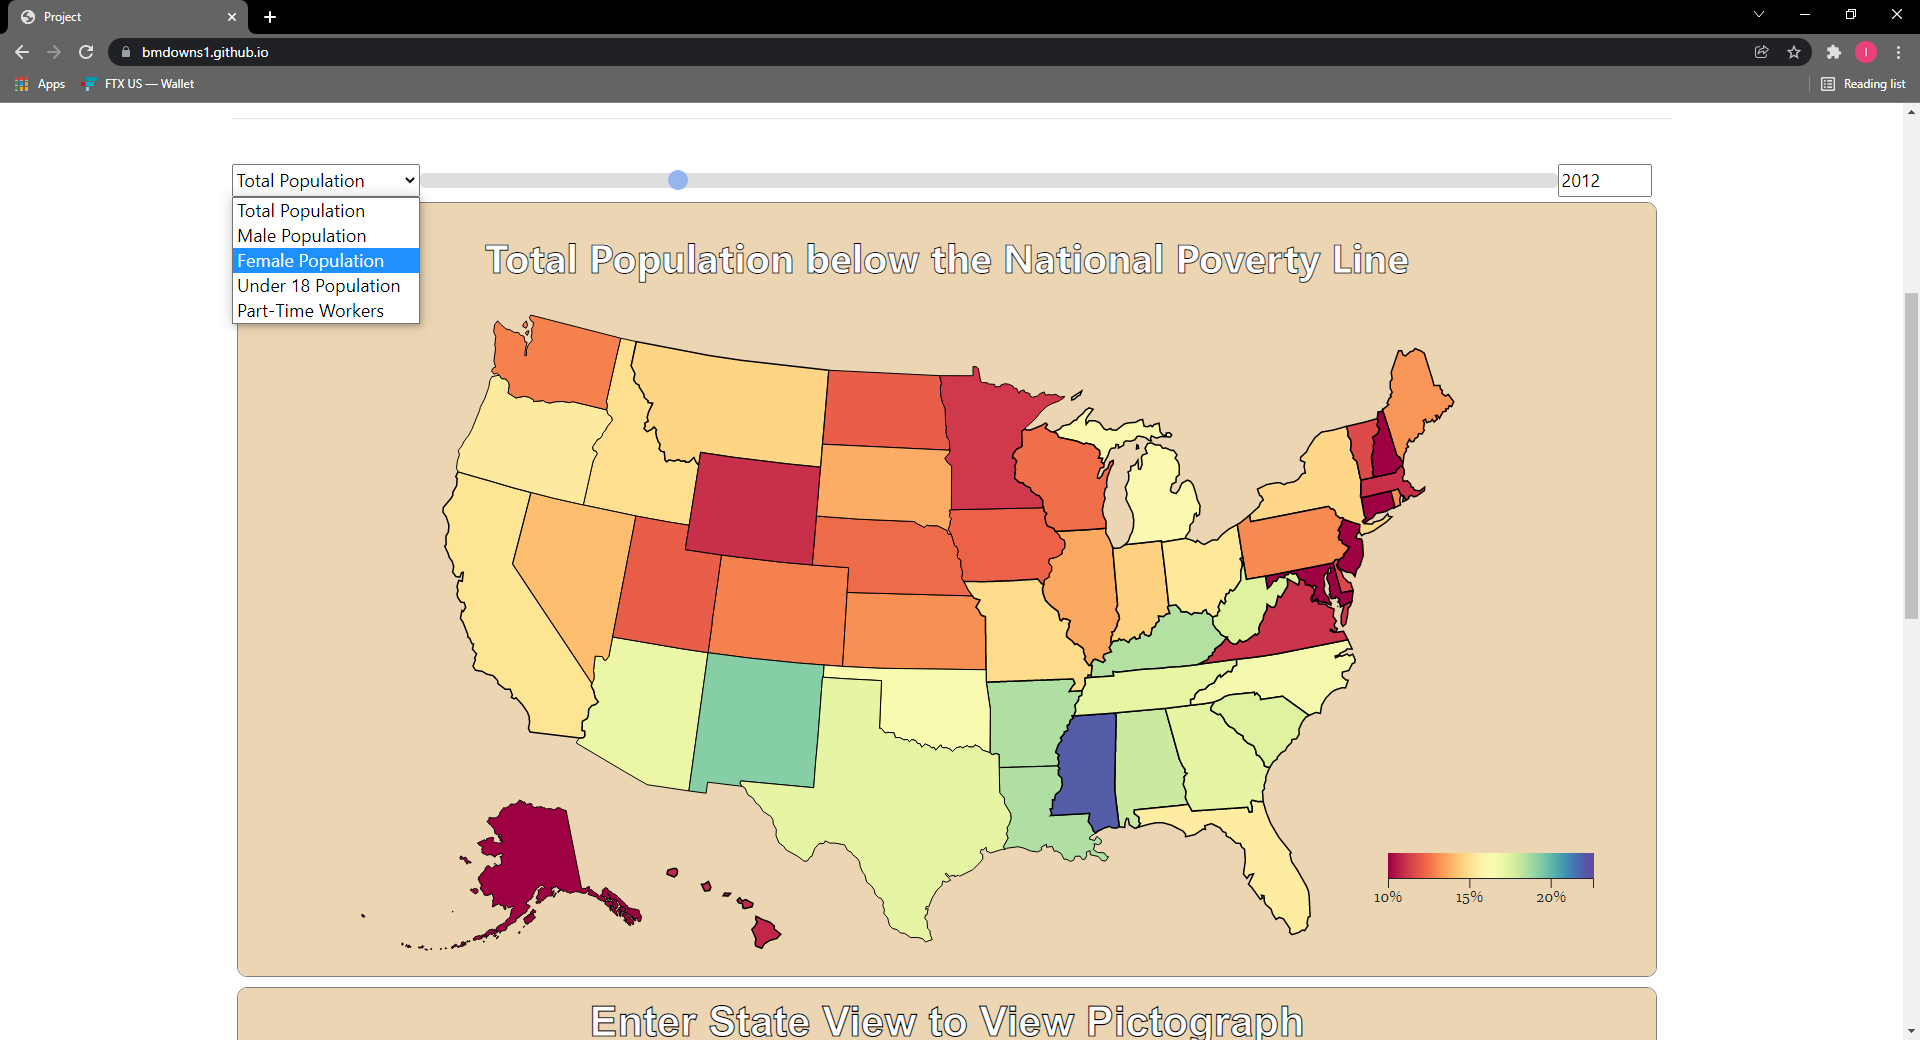 Project
bmdowns1.github.io
Apps
FTX US — Wallet
Reading list
Total Population
2012
Total Population
Male Population
Female Population
Under 18 Population
Part-Time Workers
Total Population below the National Poverty Line
10%
15%
20%
Enter State View to View Pictograph
I